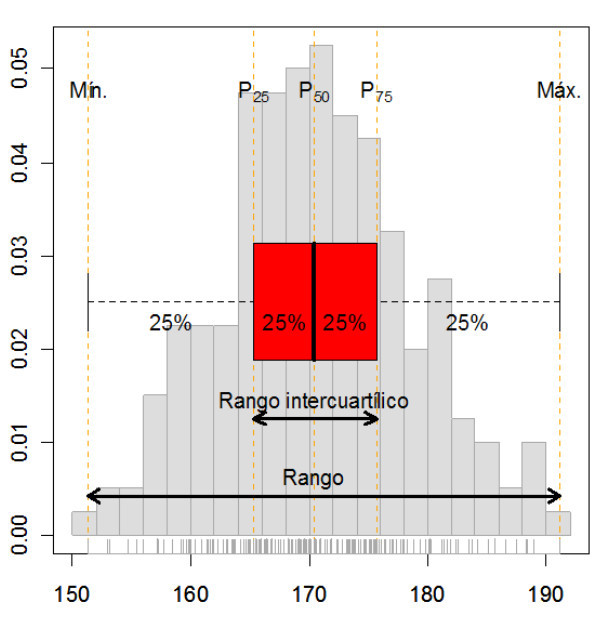 0.05
Mín.
P25
P50
P75
Máx.
0.04
0.03
0.02
25%
25%
25%
25%
Rango intercuartílico
0.01
Rango
0.00
150
160
170
180
190